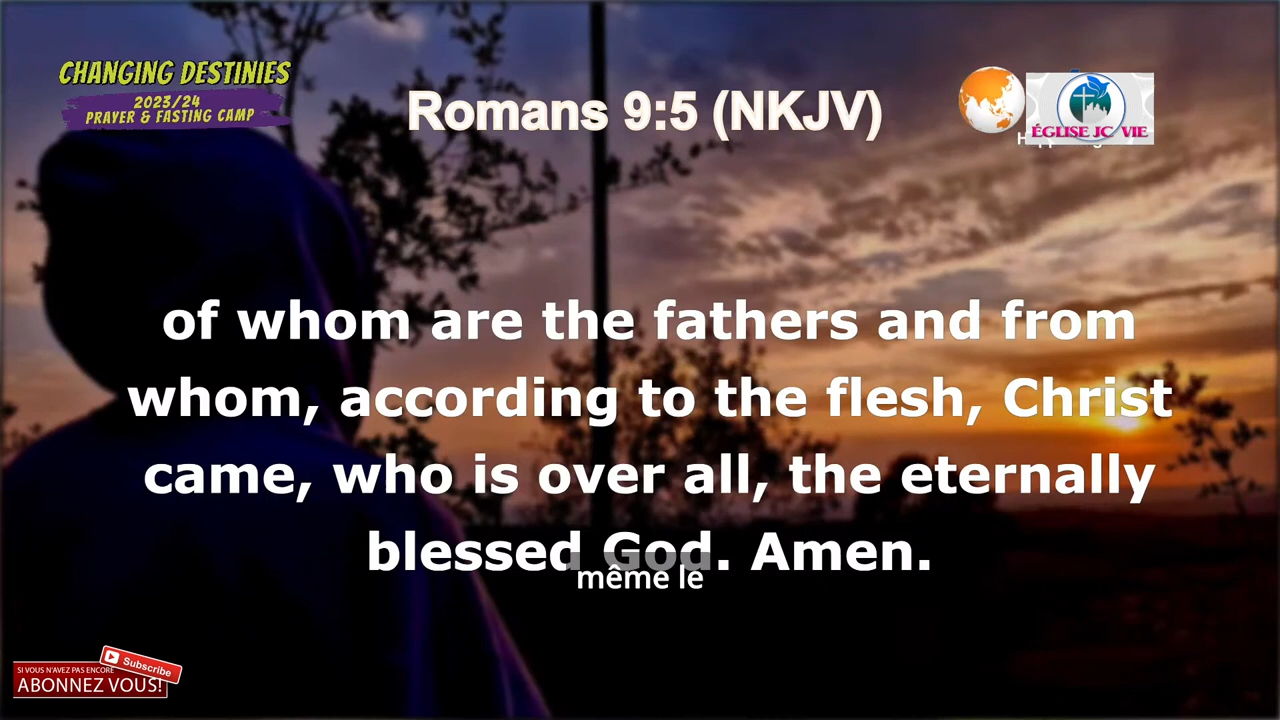 CHANGING DESTINIES
2023/24
PRAYER & FASTING CAMP
Romans 9:5 (NKJV)
ÉGLISE JC VIE
of whom are the fathers and from
whom, according to the flesh, Christ
came, who is over all, the eternally
blessed God. Amen.
même le
SI VOUS N'AVEZ PAS ENCORE
Subscribe
ABONNEZ VOUS!